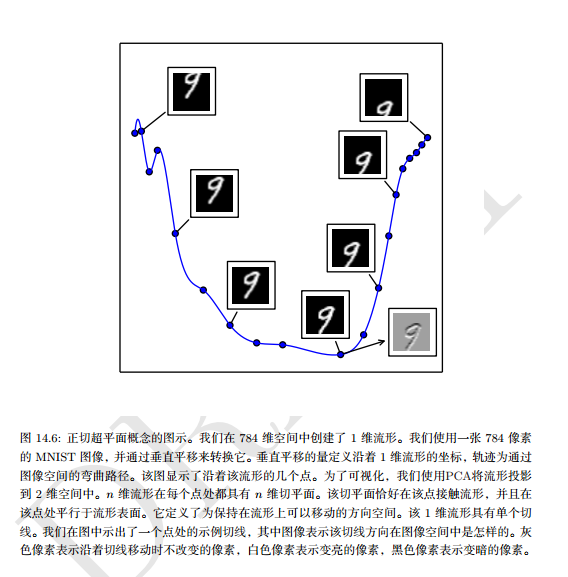 图 14.6: 正切超平面概念的图示。我们在 784 维空间中创建了 1 维流形。我们使用一张 784 像素
的 MNIST 图像，并通过垂直平移来转换它。垂直平移的量定义沿着 1 维流形的坐标，轨迹为通过
图像空间的弯曲路径。该图显示了沿着该流形的几个点。为了可视化，我们使用PCA将流形投影
到 2 维空间中。n 维流形在每个点处都具有 n 维切平面。该切平面恰好在该点接触流形，并且在
该点处平行于流形表面。它定义了为保持在流形上可以移动的方向空间。该 1 维流形具有单个切
线。我们在图中示出了一个点处的示例切线，其中图像表示该切线方向在图像空间中是怎样的。灰
色像素表示沿着切线移动时不改变的像素，白色像素表示变亮的像素，黑色像素表示变暗的像素。